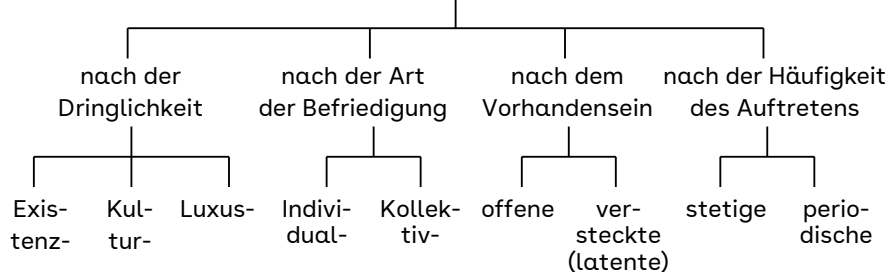 nach der
Dringlichkeit
nach der Art
der Befriedigung
nach dem
Vorhandensein
nach der Häufigkeit
des Auftretens
Exis-
tenz-
Kul-
tur-
Luxus-
Indivi-
dual-
Kollek-
tiv-
offene
ver-
steckte
(latente)
stetige
perio-
dische